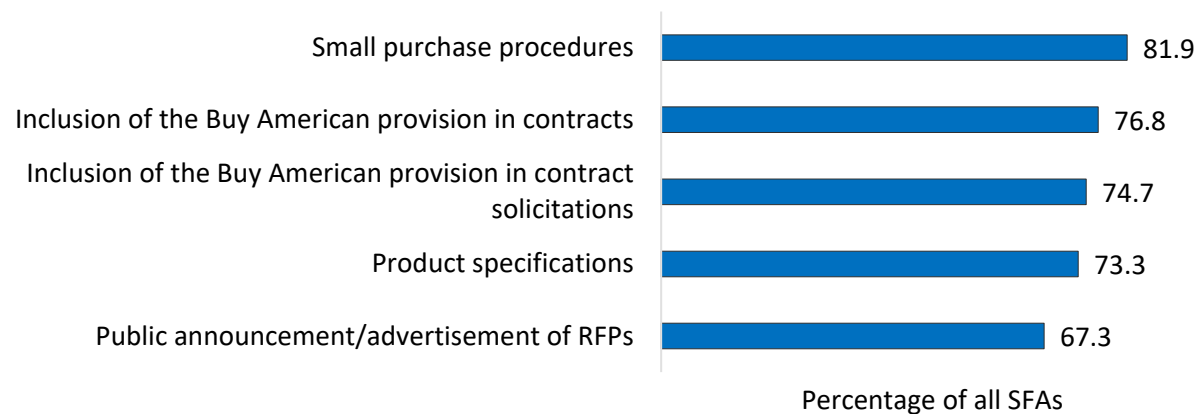 Small purchase procedures 81.9
Inclusion of the Buy American provision in contracts 76.8
Inclusion of the Buy American provision in contract
solicitations 74.7
Product specifications 73.3
Public announcement/advertisement of RFPs 67.3
Percentage of all SFAs